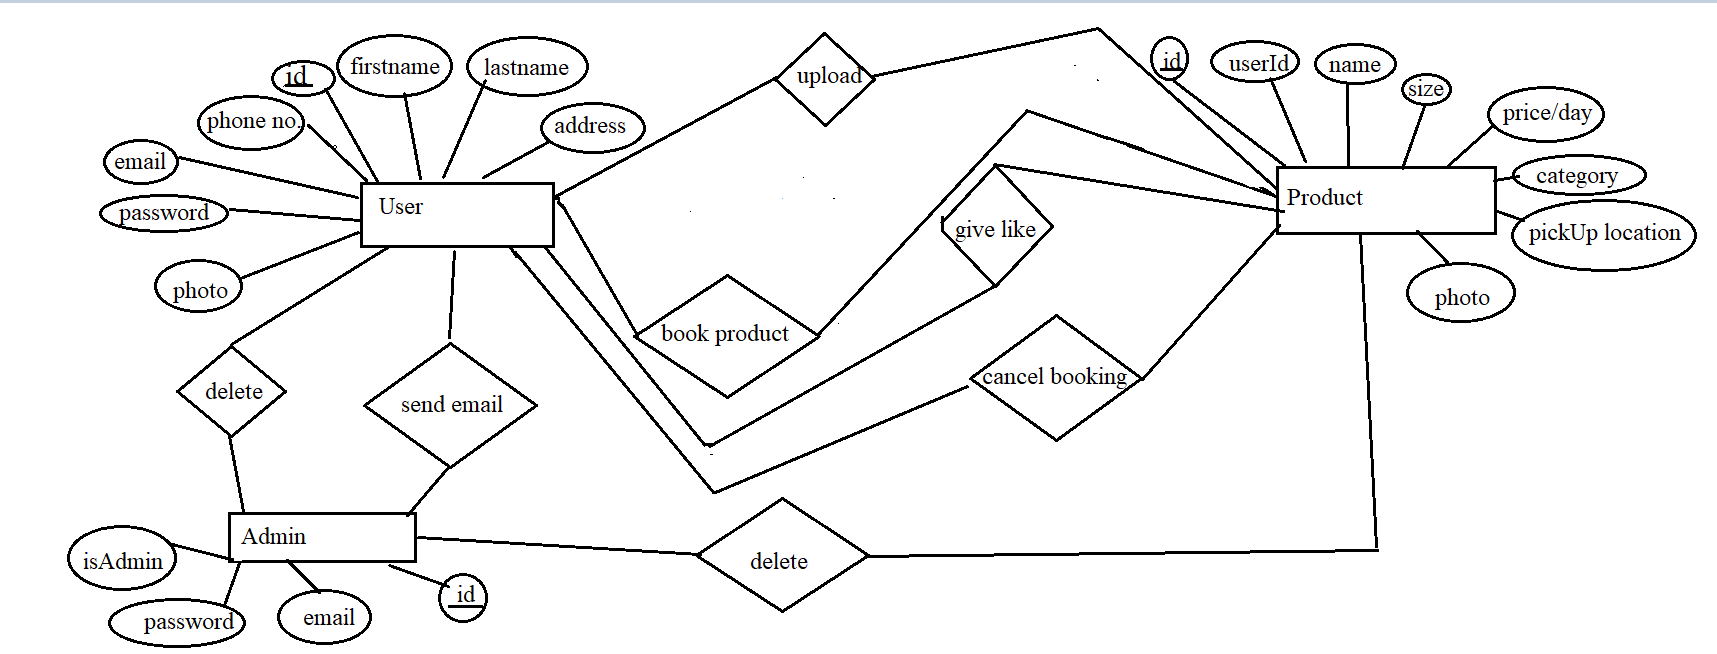 id
firstname
lastname
phone no.
address
email
password
photo
User
upload
id
userId
name
size
price/day
category
pickUp location
photo
Product
give like
book product
cancel booking
delete
send email
Admin
isAdmin
password
email
id
delete